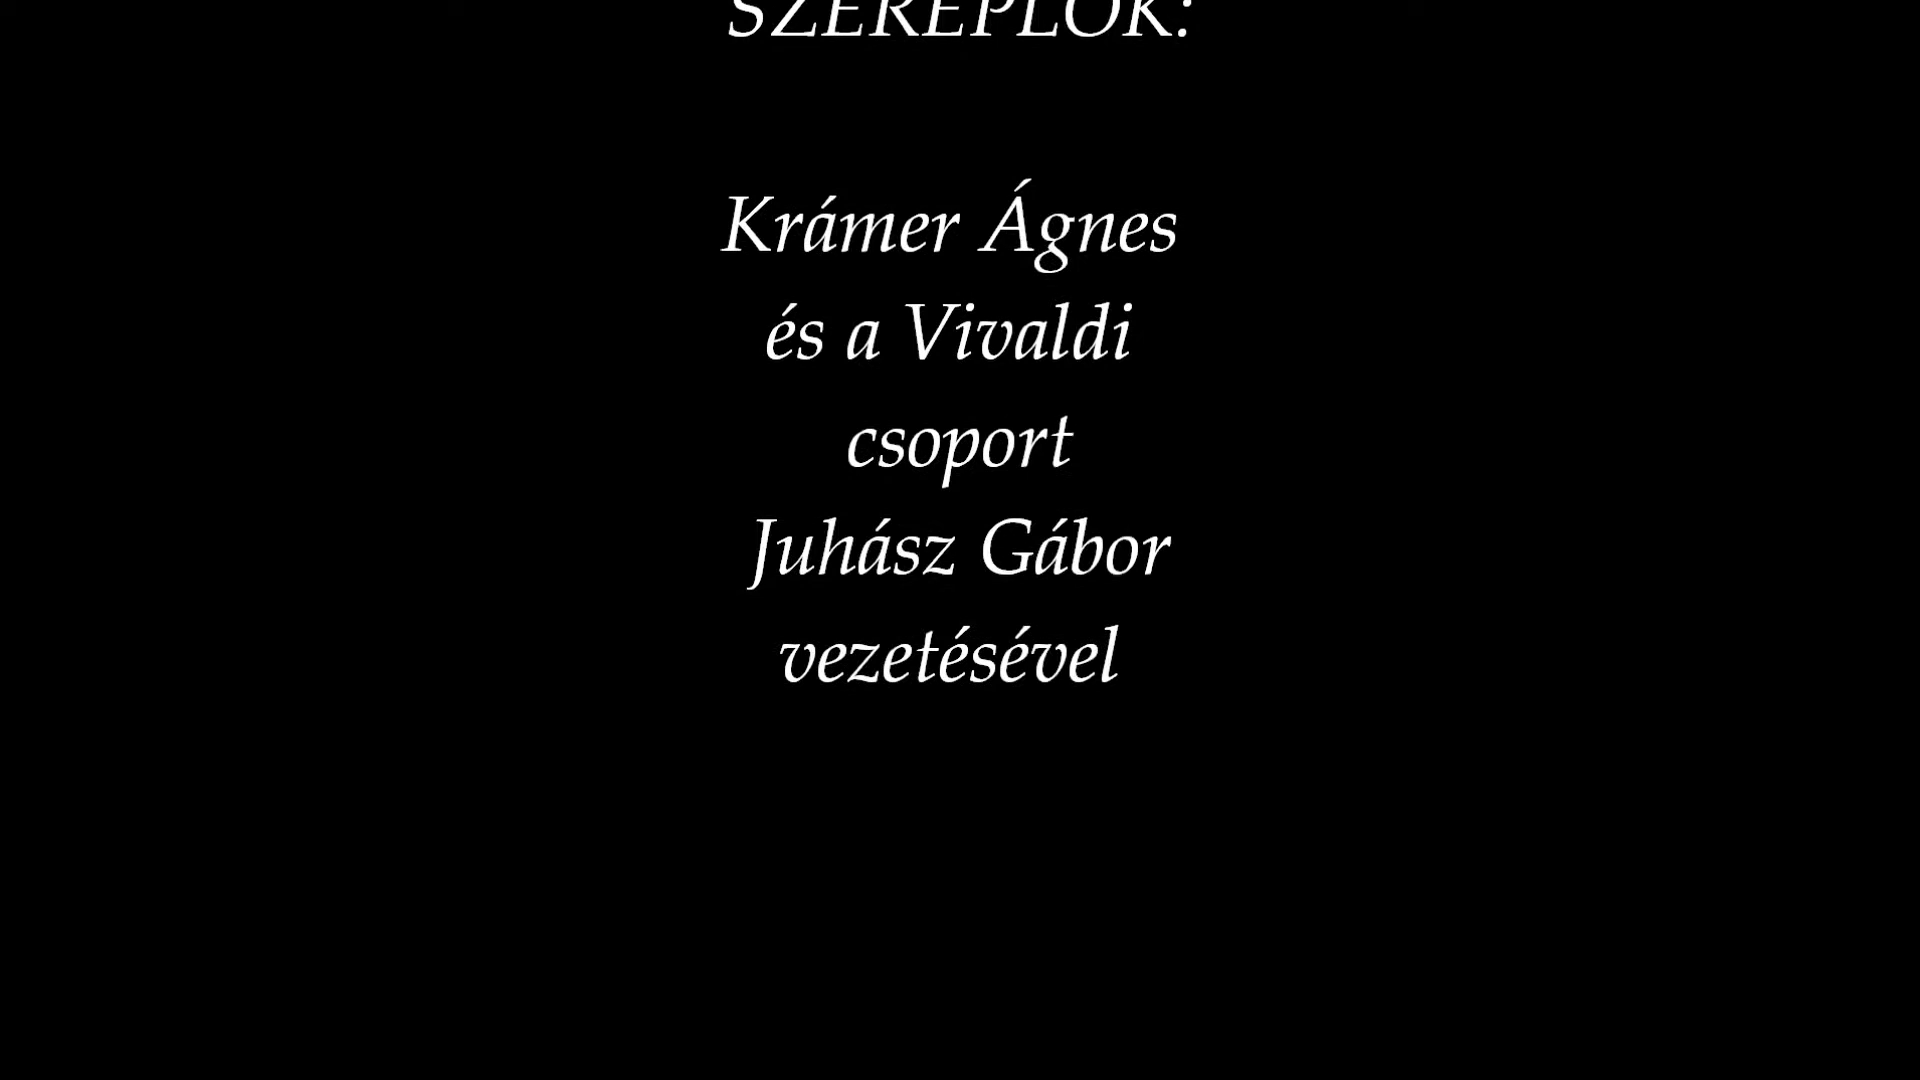 SZEREPLŐK:
Krámer Ágnes
és a Vivaldi
csoport
Juhász Gábor
vezetésével